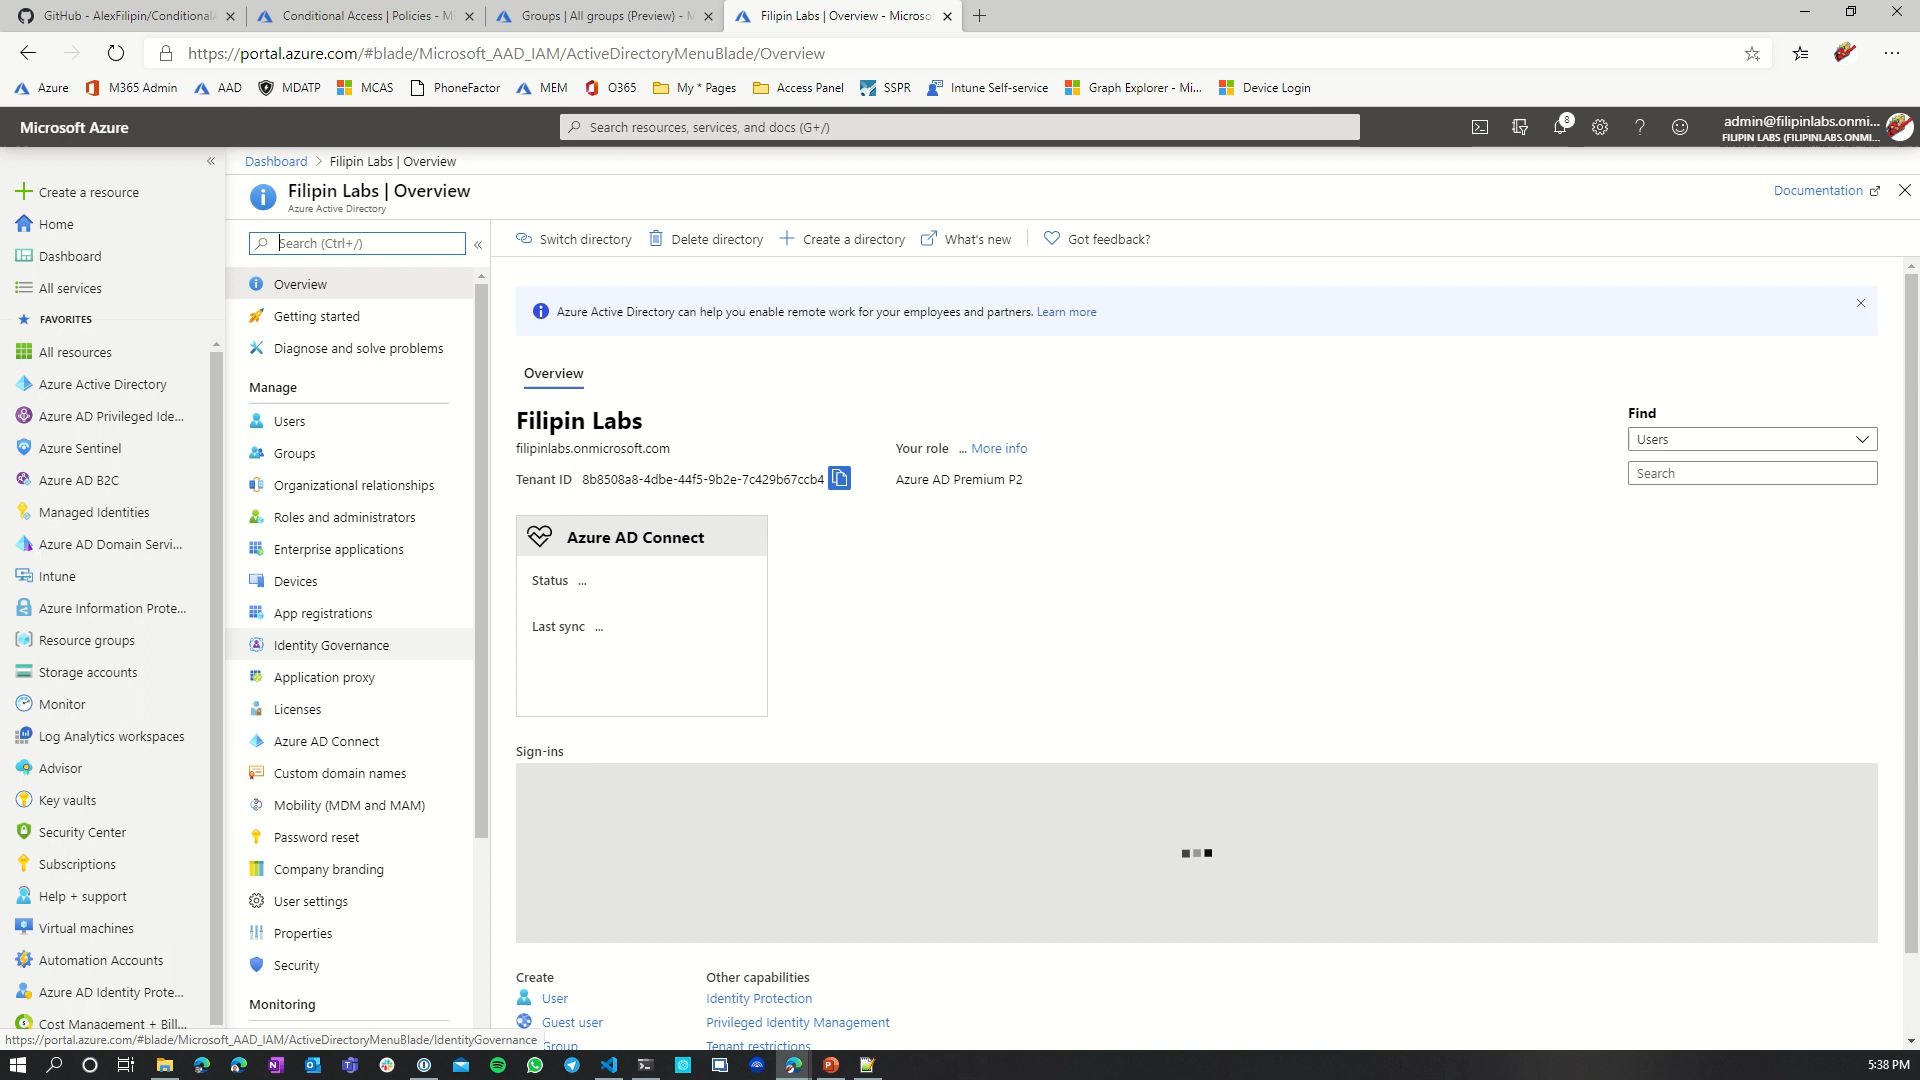 GitHub - AlexFilipin/Conditional
Conditional Access | Policies - M
Groups | All groups (Preview) - M
Filipin Labs | Overview - Microso
https://portal.azure.com/#blade/Microsoft_AAD_IAM/ActiveDirectoryMenuBlade/Overview
Azure
M365 Admin
AAD
MDATP
MCAS
PhoneFactor
MEM
O365
My * Pages
Access Panel
SSPR
Intune Self-service
Graph Explorer - Mi...
Device Login
Microsoft Azure
Search resources, services, and docs (G+/)
8
admin@filipinlabs.onmi...
FILIPIN LABS (FILIPINLABS.ONMI...
Create a resource
Home
Dashboard
All services
FAVORITES
All resources
Azure Active Directory
Azure AD Privileged Ide...
Azure Sentinel
Azure AD B2C
Managed Identities
Azure AD Domain Servi...
Intune
Azure Information Prote...
Resource groups
Storage accounts
Monitor
Log Analytics workspaces
Advisor
Key vaults
Security Center
Subscriptions
Help + support
Virtual machines
Automation Accounts
Azure AD Identity Prote...
Cost Management + Bill...
Dashboard > Filipin Labs | Overview
Filipin Labs | Overview
Azure Active Directory
Documentation
Search (Ctrl+/)
Overview
Getting started
Diagnose and solve problems
Manage
Users
Groups
Organizational relationships
Roles and administrators
Enterprise applications
Devices
App registrations
Identity Governance
Application proxy
Licenses
Azure AD Connect
Custom domain names
Mobility (MDM and MAM)
Password reset
Company branding
User settings
Properties
Security
Monitoring
Switch directory
Delete directory
Create a directory
What's new
Got feedback?
Azure Active Directory can help you enable remote work for your employees and partners. Learn more
Overview
Filipin Labs
filipinlabs.onmicrosoft.com
Your role ... More info
Tenant ID 8b8508a8-4dbe-44f5-9b2e-7c429b67ccb4
Azure AD Premium P2
Find
Users
Search
Azure AD Connect
Status ...
Last sync ...
Sign-ins
Create
User
Guest user
Group
Other capabilities
Identity Protection
Privileged Identity Management
Tenant restrictions
https://portal.azure.com/#blade/Microsoft_AAD_IAM/ActiveDirectoryMenuBlade/IdentityGovernance
5:38 PM